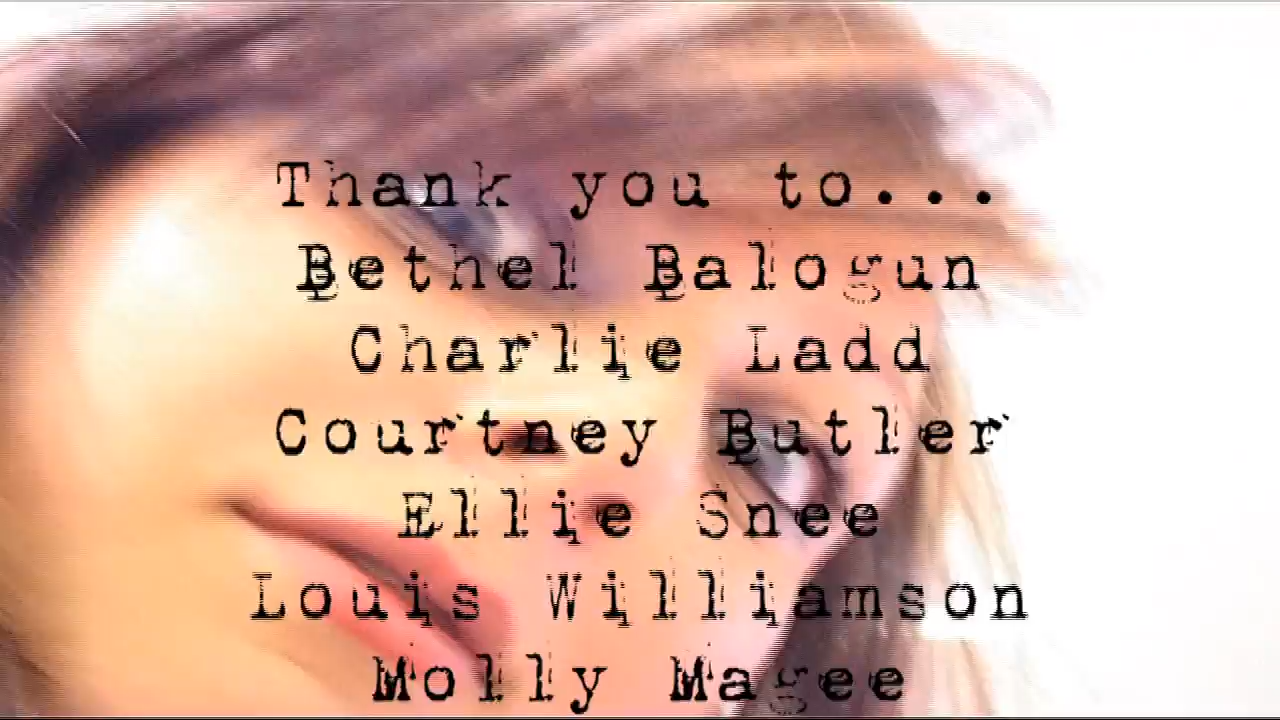 Thank you to...
Bethel Balogun
Charlie Ladd
Courtney Butler
Ellie Snee
Louis Williamson
Molly Magee